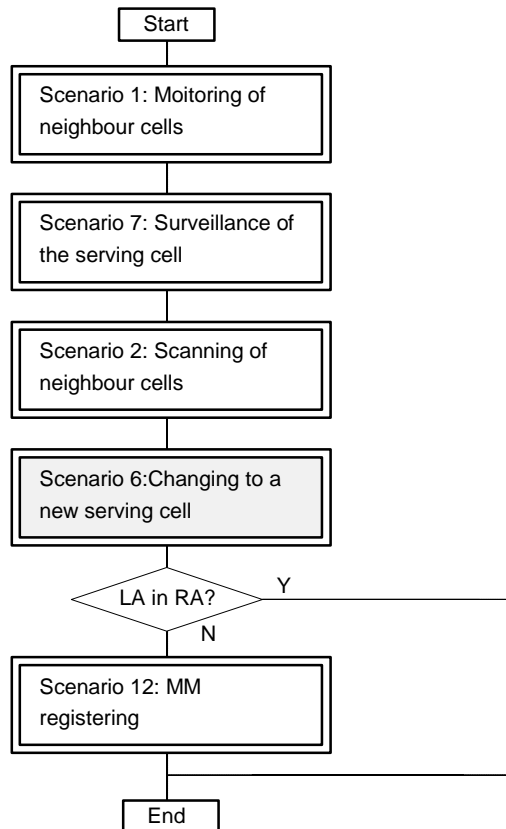 Start
Scenario 1: Moitoring of
neighbour cells
Scenario 7: Surveillance of
the serving cell
Scenario 2: Scanning of
neighbour cells
Scenario 6:Changing to a
new serving cell
LA in RA?
Y
N
Scenario 12: MM
registering
End